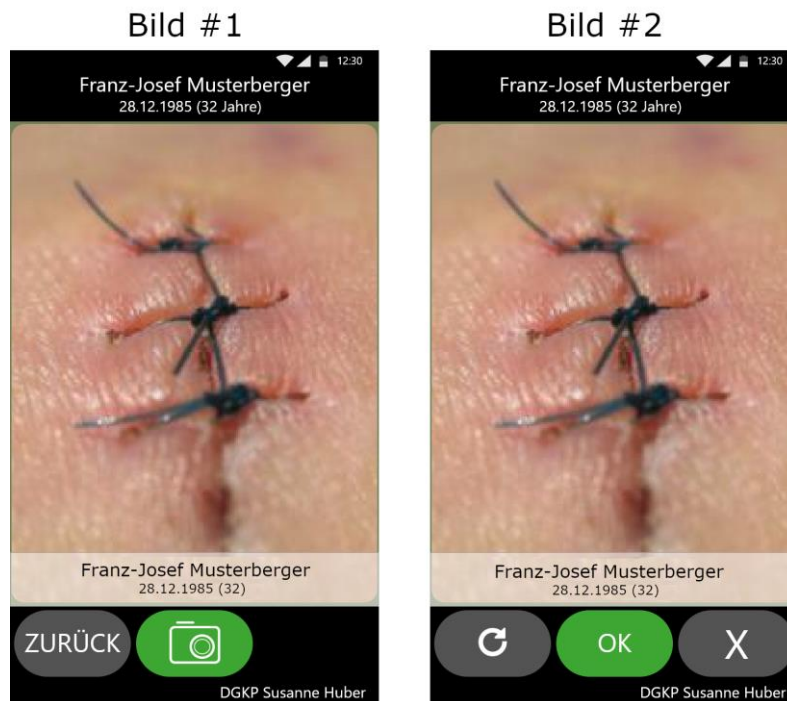 Bild #1
12:30
Franz-Josef Musterberger
28.12.1985 (32 Jahre)
Franz-Josef Musterberger
28.12.1985 (32)
ZURÜCK
DGKP Susanne Huber
Bild #2
12:30
Franz-Josef Musterberger
28.12.1985 (32 Jahre)
Franz-Josef Musterberger
28.12.1985 (32)
OK
X
DGKP Susanne Huber